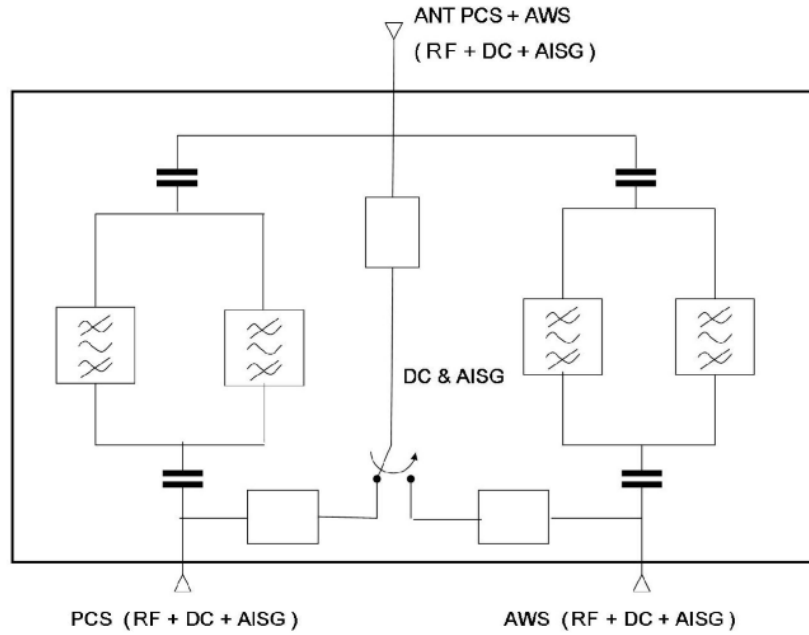 ANT PCS + AWS
( RF + DC + AISG )
DC & AISG
PCS ( RF + DC + AISG )
AWS ( RF + DC + AISG )